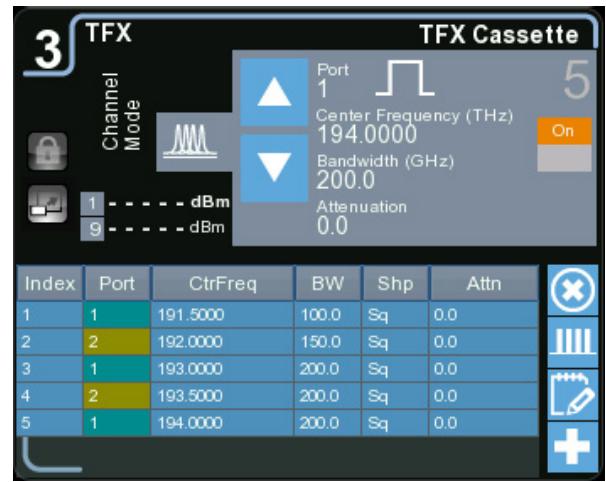 3 TFX TFX Cassette
Channel Mode
Port 5
1
Center Frequency (THz)
194.0000 On
Bandwidth (GHz)
200.0
Attenuation
0.0
1 - - - - - dBm
9 - - - - - dBm
Index Port CtrFreq BW Shp Attn
1 1 191.5000 100.0 Sq 0.0
2 2 192.0000 150.0 Sq 0.0
3 1 193.0000 200.0 Sq 0.0
4 2 193.5000 200.0 Sq 0.0
5 1 194.0000 200.0 Sq 0.0